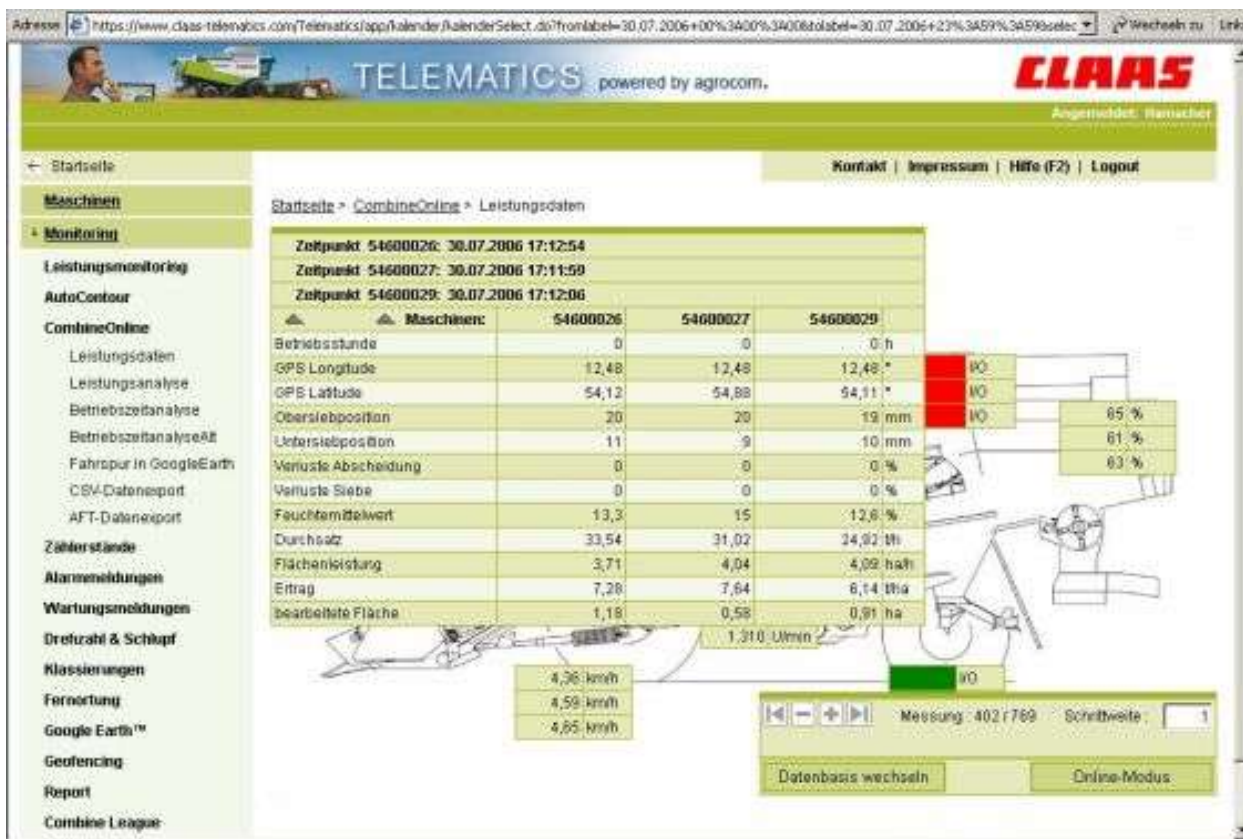 Adresse https://www.claas-telematics.com/Telematics/app/kalender/KalenderSelect.do?fromlabel=30.07.2006+00%3A00%3A00&tolabel=30.07.2006+23%3A59%3A59&selec Wechseln zu Link
TELEMATICS powered by agrocom.
CLAAS
Angemeldet: Hamacher
← Startseite
Kontakt | Impressum | Hilfe (F2) | Logout
Maschinen
Monitoring
Leistungsmonitoring
AutoContour
CombineOnline
Leistungsdaten
Leistungsanalyse
Betriebszeitanalyse
BetriebszeitanalyseAlt
Fahrspur in GoogleEarth
CSV-Datenexport
AFT-Datenexport
Zählerstände
Alarmmeldungen
Wartungsmeldungen
Drehzahl & Schlupf
Klassierungen
Fernortung
Google Earth™
Geofencing
Report
Combine League
Startseite > CombineOnline > Leistungsdaten
Zeitpunkt 54600026: 30.07.2006 17:12:54
Zeitpunkt 54600027: 30.07.2006 17:11:59
Zeitpunkt 54600029: 30.07.2006 17:12:06
Maschinen: 54600026 54600027 54600029
Betriebsstunde 0 0 0 h
GPS Longitude 12,48 12,48 12,48 °
GPS Latitude 54,12 54,88 54,11 °
Obersiebposition 20 20 19 mm
Untersiebposition 11 9 10 mm
Verluste Abscheidung 0 0 0 %
Verluste Siebe 0 0 0 %
Feuchtemittelwert 13,3 15 12,6 %
Durchsatz 33,54 31,02 24,92 t/h
Flächenleistung 3,71 4,04 4,09 ha/h
Ertrag 7,28 7,64 6,14 t/ha
bearbeitete Fläche 1,18 0,58 0,91 ha
I/O
I/O
I/O
65 %
61 %
63 %
1.310 U/min
4,36 km/h
4,59 km/h
4,65 km/h
I/O
Messung: 402 / 769 Schrittweite: 1
Datenbasis wechseln Online-Modus